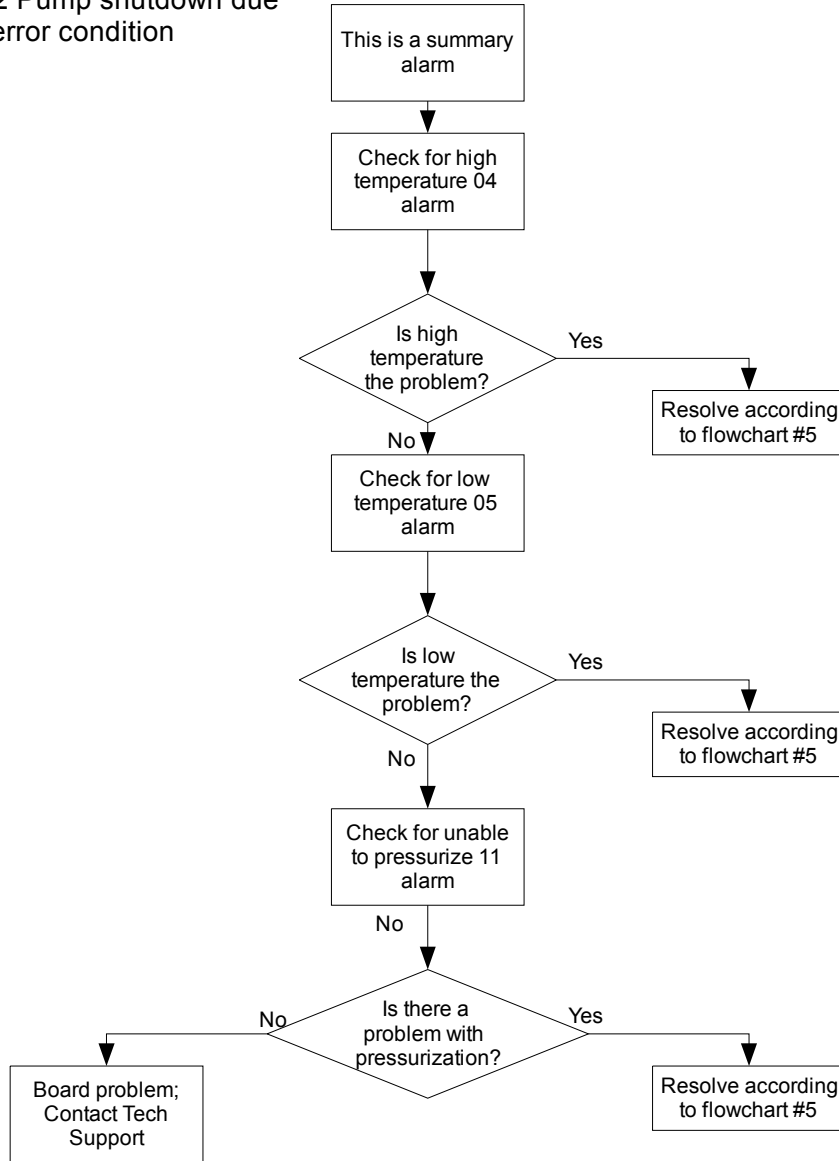 2 Pump shutdown due
error condition
This is a summary
alarm
Check for high
temperature 04
alarm
Is high
temperature
the problem?
Yes
Resolve according
to flowchart #5
No
Check for low
temperature 05
alarm
Is low
temperature the
problem?
Yes
Resolve according
to flowchart #5
No
Check for unable
to pressurize 11
alarm
No
Is there a
problem with
pressurization?
No
Yes
Board problem;
Contact Tech
Support
Resolve according
to flowchart #5